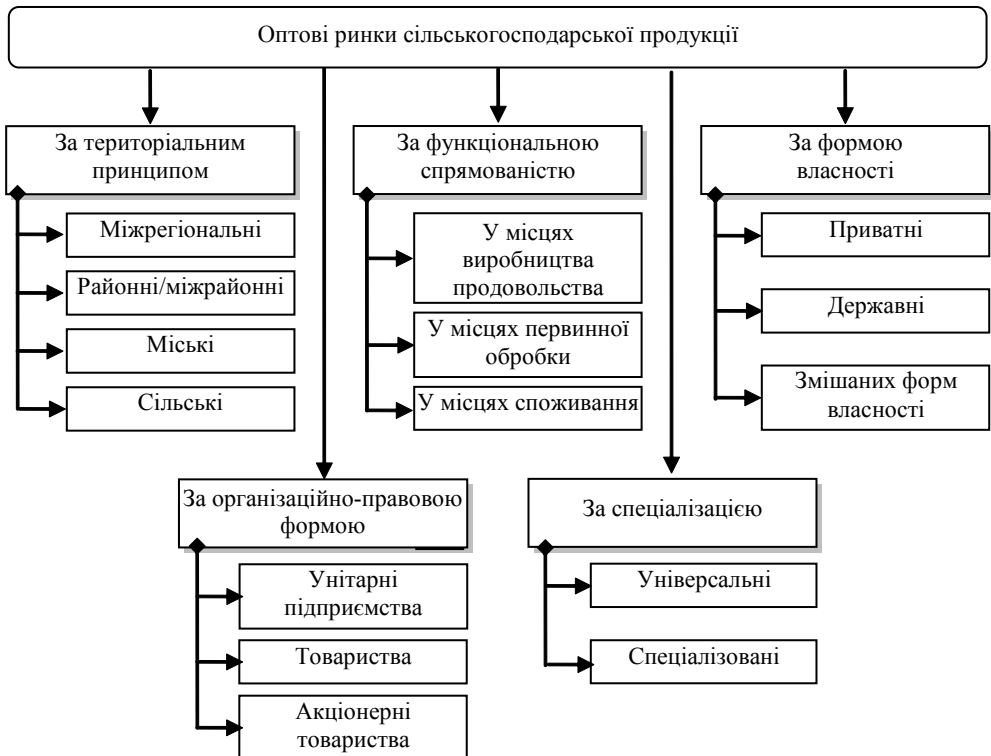 Оптові ринки сільськогосподарської продукції
За територіальним
принципом
Міжрегіональні
Районні/міжрайонні
Міські
Сільські
За функціональною
спрямованістю
У місцях
виробництва
продовольства
У місцях первинної
обробки
У місцях споживання
За формою
власності
Приватні
Державні
Змішаних форм
власності
За організаційно-правовою
формою
Унітарні
підприємства
Товариства
Акціонерні
товариства
За спеціалізацією
Універсальні
Спеціалізовані